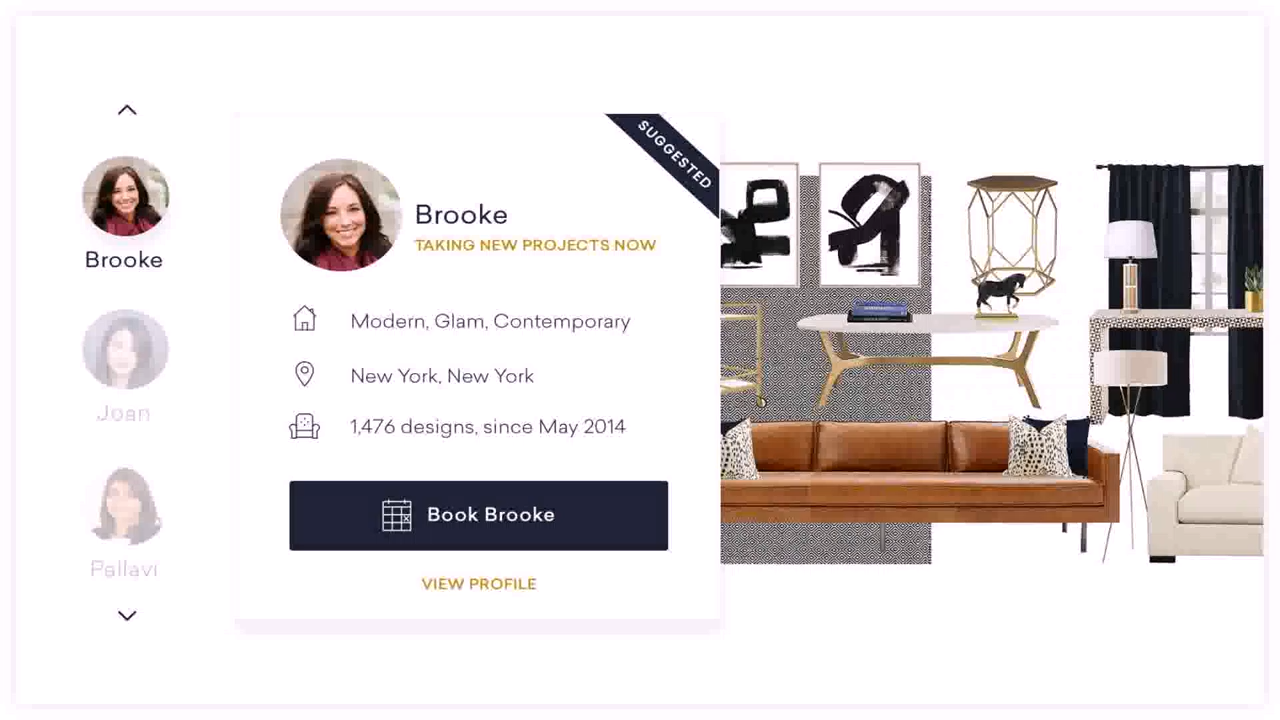 Brooke
Joan
Pallavi
SUGGESTED
Brooke
TAKING NEW PROJECTS NOW
Modern, Glam, Contemporary
New York, New York
1,476 designs, since May 2014
Book Brooke
VIEW PROFILE